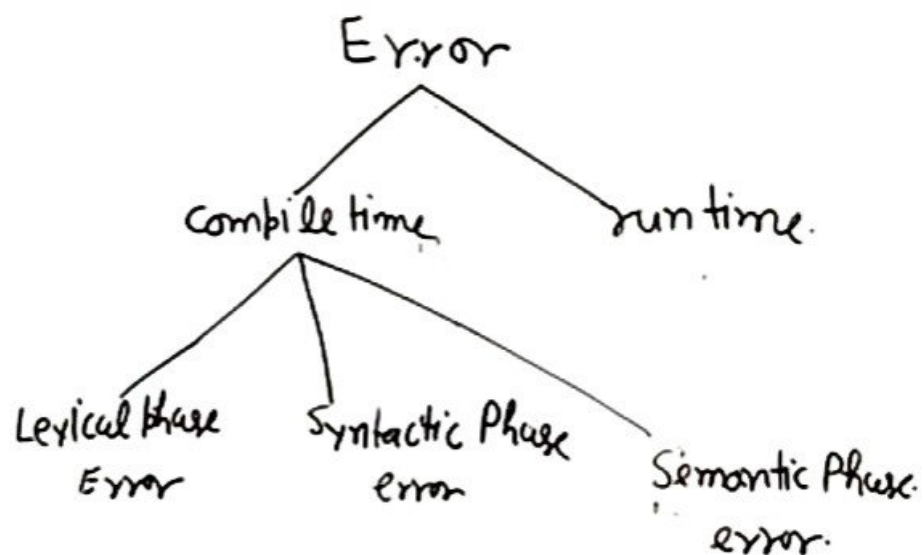 Error
Compile time
run time.
Lexical phase
Error
Syntactic Phase
error
Semantic Phase.
error.